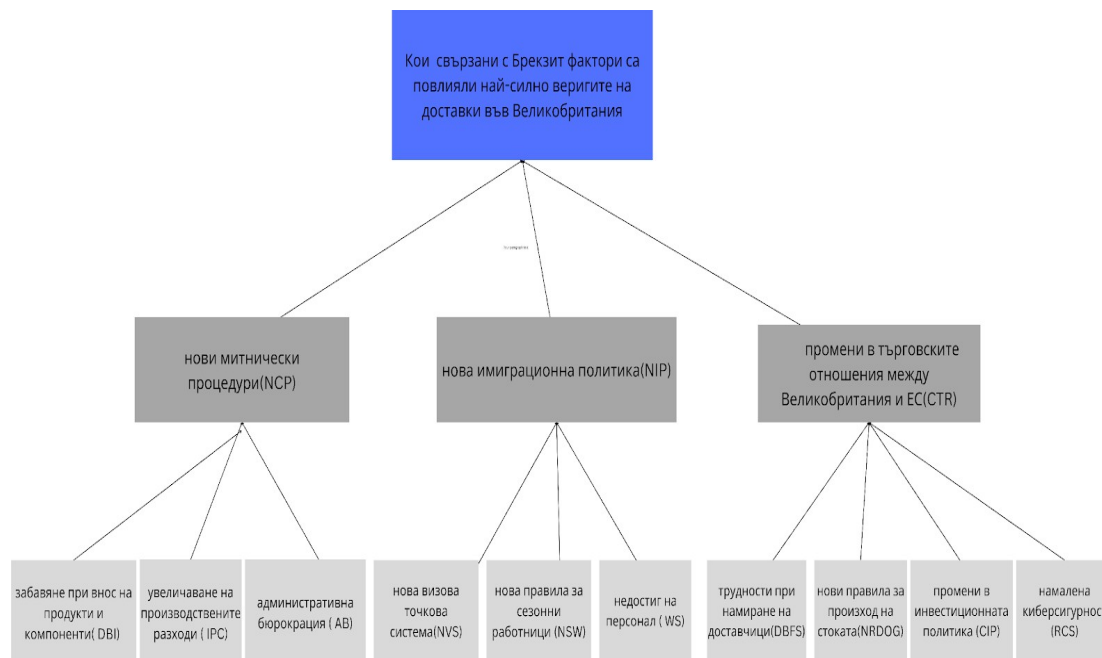 Кои свързани с Брекзит фактори са
повлияли най-силно веригите на
доставки във Великобритания
нови митнически
процедури(NCP)
нова имиграционна политика(NIP)
промени в търговските
отношения между
Великобритания и ЕС(CTR)
забавяне при внос на
продукти и
компоненти( DBI)
увеличаване на
производствените
разходи ( IPC)
административна
бюрокрация ( AB)
нова визова
точкова
система(NVS)
нова правила за
сезонни
работници ( NSW)
недостиг на
персонал ( WS)
трудности при
намиране на
доставчици(DBFS)
нови правила за
произход на
стоката(NRDOG)
промени в
инвестиционната
политика (CIP)
намалена
киберсигурнос
(RCS)